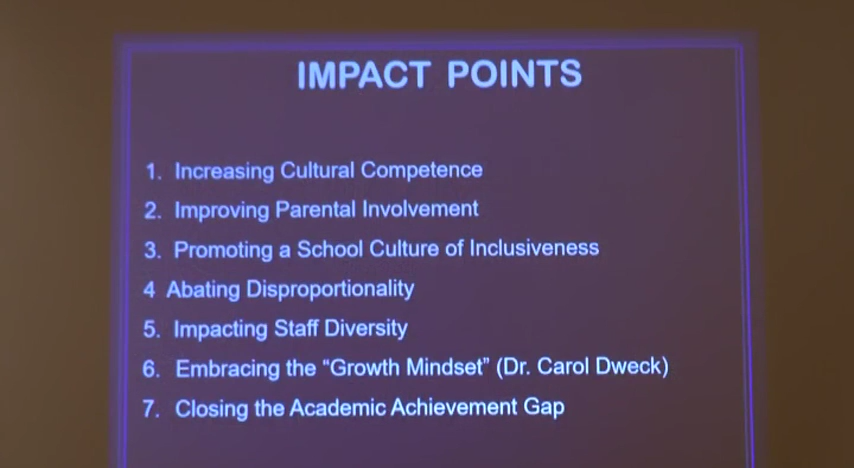 IMPACT POINTS
1. Increasing Cultural Competence
2. Improving Parental Involvement
3. Promoting a School Culture of Inclusiveness
4 Abating Disproportionality
5. Impacting Staff Diversity
6. Embracing the “Growth Mindset” (Dr. Carol Dweck)
7. Closing the Academic Achievement Gap